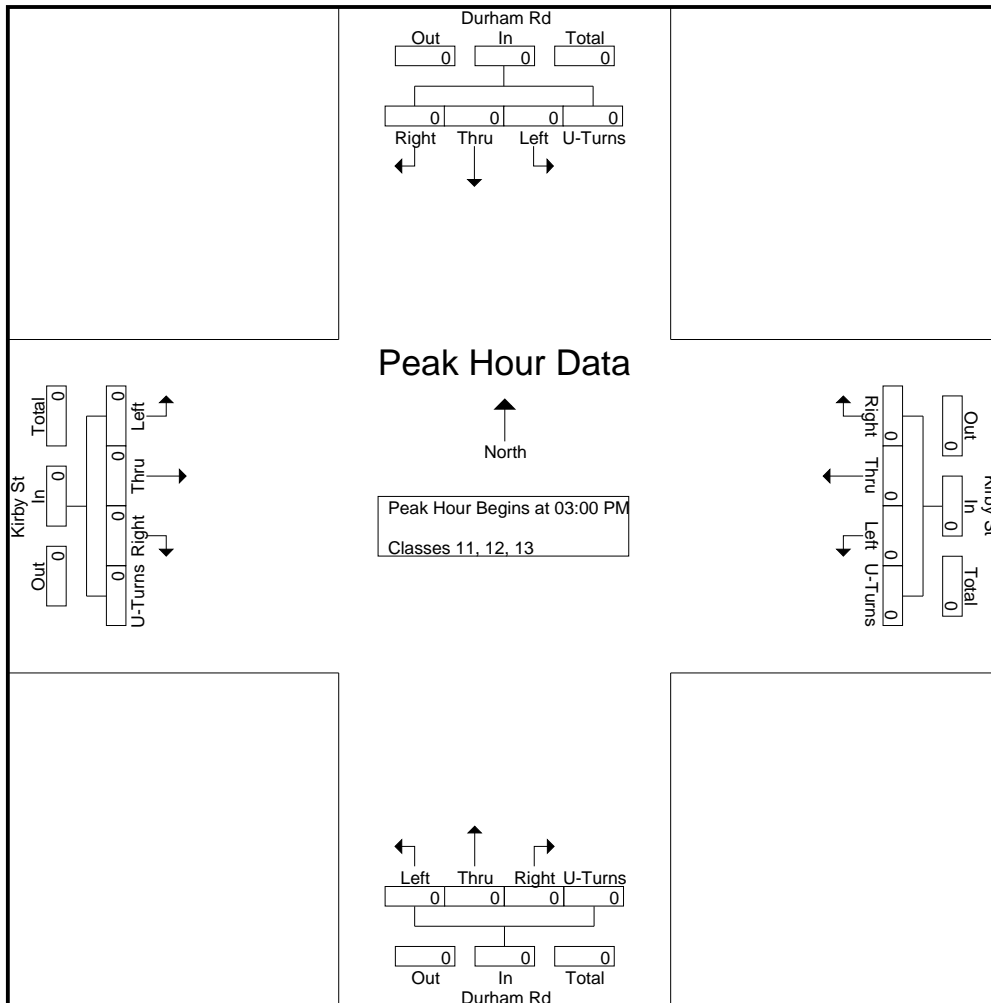 Durham Rd
Out In Total
0 0 0
0 0 0 0
Right Thru Left U-Turns
Peak Hour Data
North
Peak Hour Begins at 03:00 PM
Classes 11, 12, 13
Kirby St
Total In Out
0 0 0
0 0 0 0
Left Thru Right U-Turns
Right Thru Left U-Turns
0 0 0 0
0 0 0
Out In Total
Kirby St
Left Thru Right U-Turns
0 0 0 0
0 0 0
Out In Total
Durham Rd